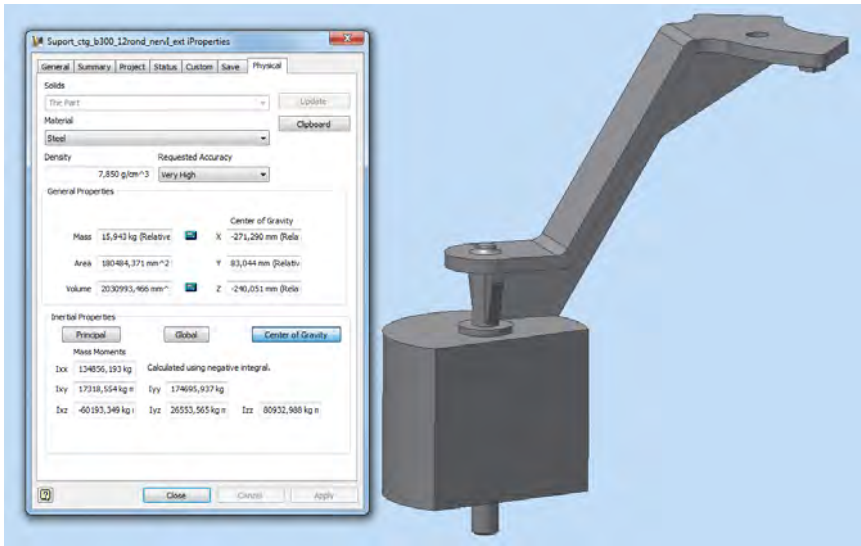 Suport_ctg_b300_12rond_nervI_ext iProperties
General Summary Project Status Custom Save Physical
Solids
The Part Update
Material Clipboard
Steel
Density Requested Accuracy
7,850 g/cm^3 Very High
General Properties
Center of Gravity
Mass 15,943 kg (Relative X -271,290 mm (Rela
Area 180484,371 mm^2 Y 83,044 mm (Relativ
Volume 2030993,466 mm^ Z -240,051 mm (Rela
Inertial Properties
Principal Global Center of Gravity
Mass Moments
Calculated using negative integral.
Ixx 134856,193 kg
Ixy 17318,554 kg m Iyy 174695,937 kg
Ixz -60193,349 kg Iyz 26553,565 kg m Izz 80932,988 kg m
? Close Cancel Apply